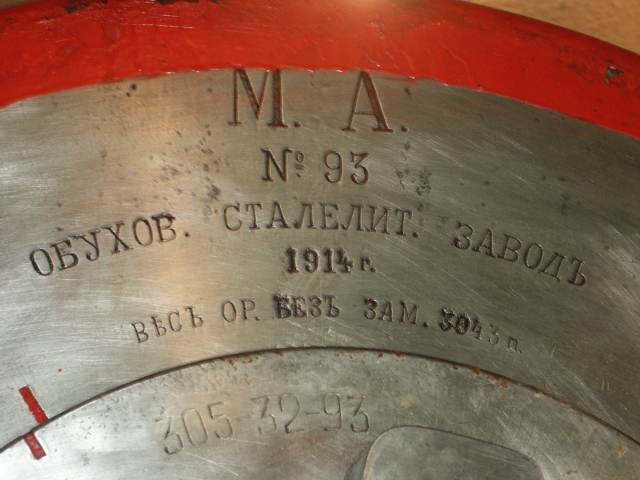 М. А.
№ 93
ОБУХОВ. СТАЛЕЛИТ. ЗАВОДЪ
1914 г.
ВѢСЪ ОР. БЕЗЪ ЗАМ. 3043 п.
305-32-93